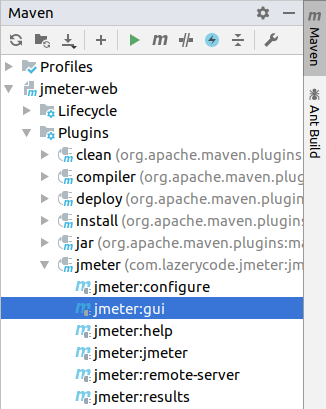 Maven
Profiles
jmeter-web
Lifecycle
Plugins
clean (org.apache.maven.plugins
compiler (org.apache.maven.plug
deploy (org.apache.maven.plugin
install (org.apache.maven.plugins
jar (org.apache.maven.plugins:ma
jmeter (com.lazerycode.jmeter:jm
jmeter:configure
jmeter:gui
jmeter:help
jmeter:jmeter
jmeter:remote-server
jmeter:results
Maven
Ant Build